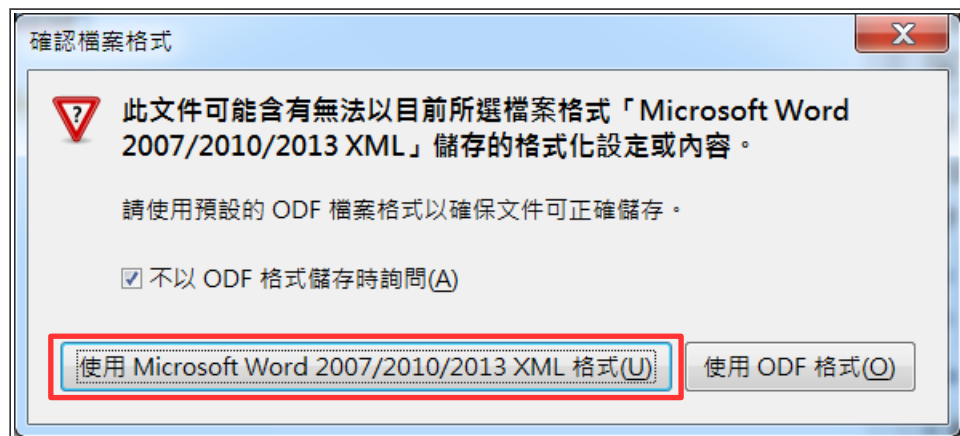 確認檔案格式
此文件可能含有無法以目前所選檔案格式「Microsoft Word
2007/2010/2013 XML」儲存的格式化設定或內容。
請使用預設的 ODF 檔案格式以確保文件可正確儲存。
不以 ODF 格式儲存時詢問(A)
使用 Microsoft Word 2007/2010/2013 XML 格式(U) 使用 ODF 格式(O)